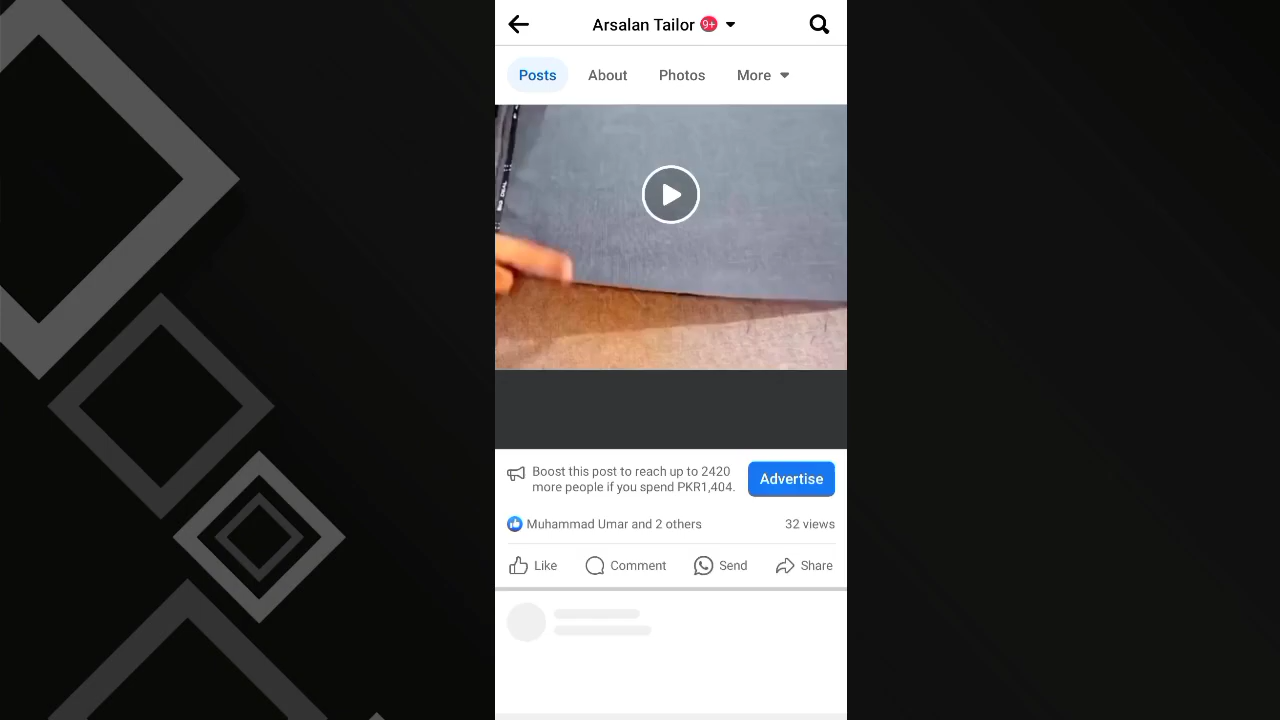 Arsalan Tailor 9+
Posts About Photos More
Boost this post to reach up to 2420
more people if you spend PKR1,404.
Advertise
Muhammad Umar and 2 others 32 views
Like Comment Send Share